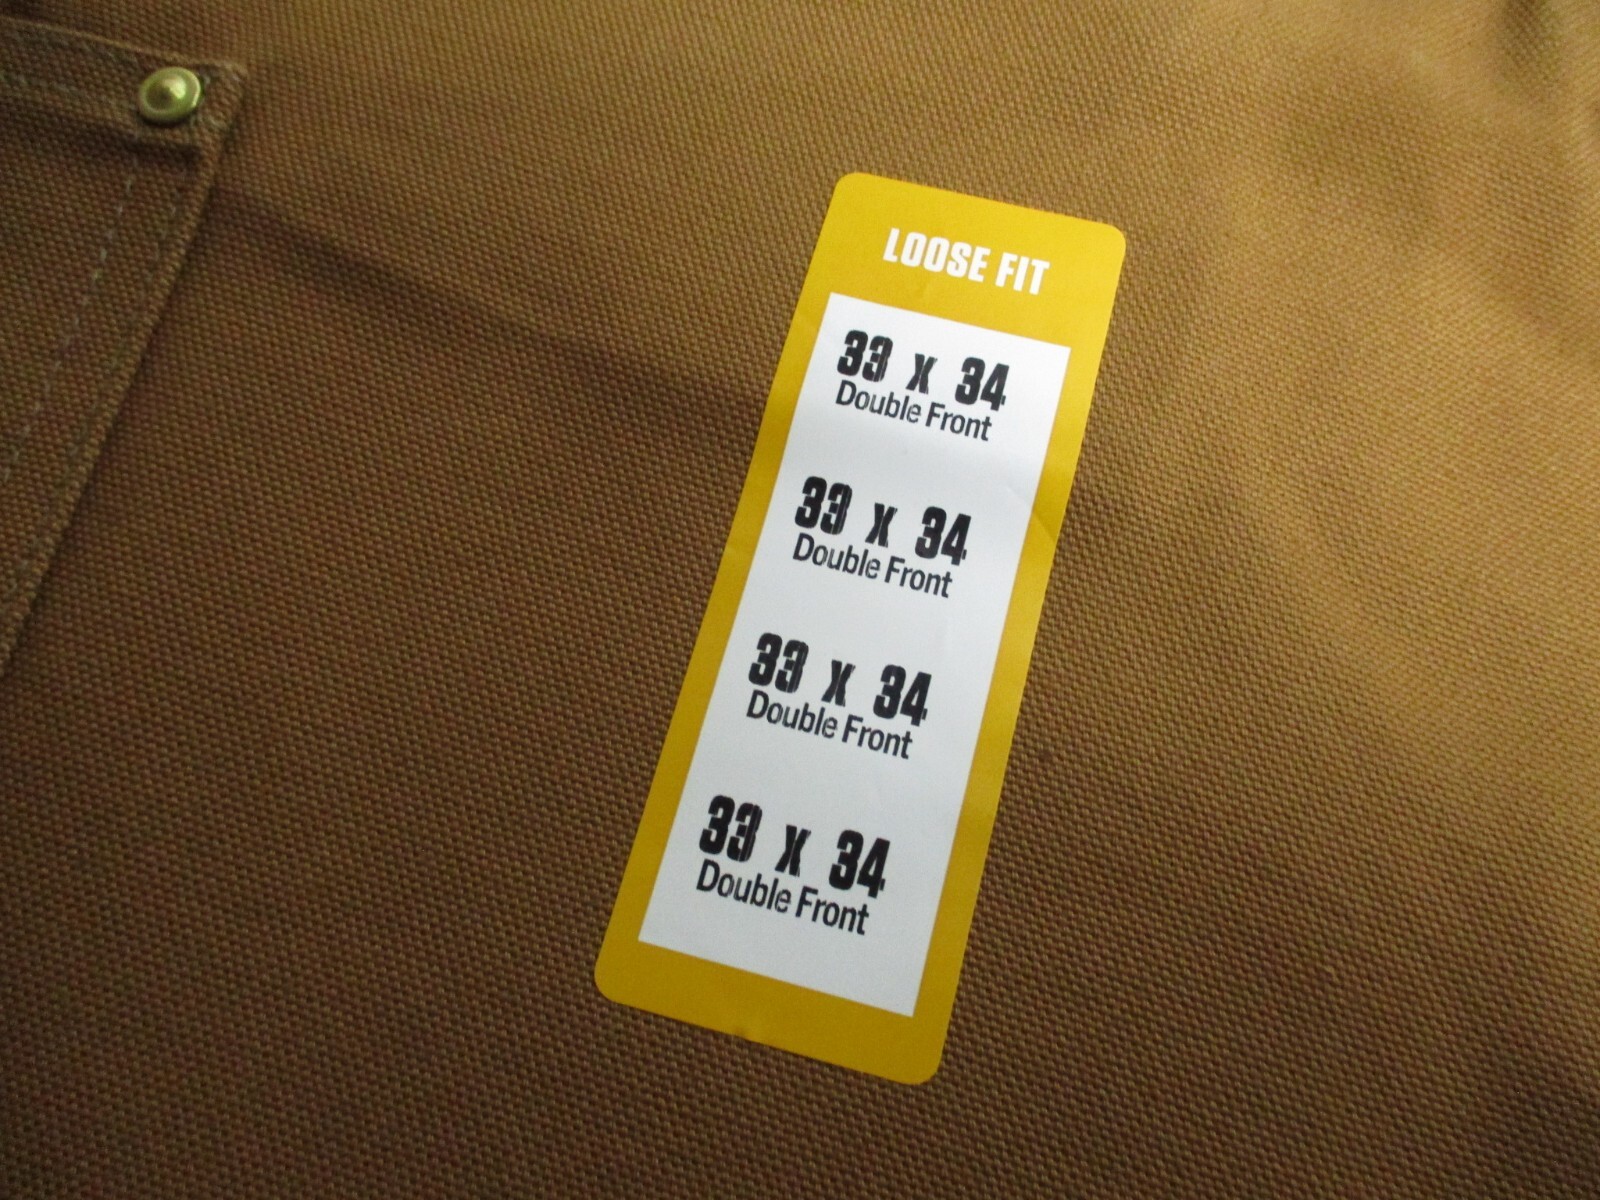 LOOSE FIT
33 x 34
Double Front
33 x 34
Double Front
33 x 34
Double Front
33 x 34
Double Front